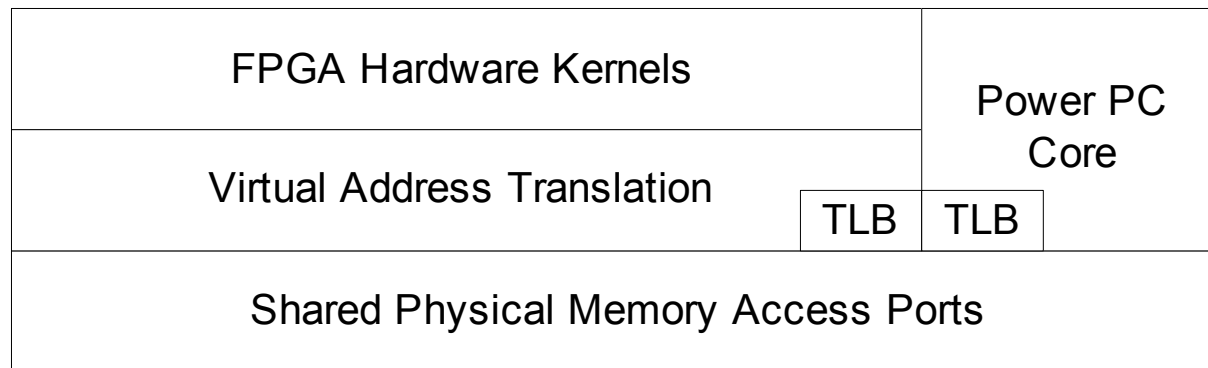 FPGA Hardware Kernels
Power PC
Core
Virtual Address Translation
TLB
TLB
Shared Physical Memory Access Ports